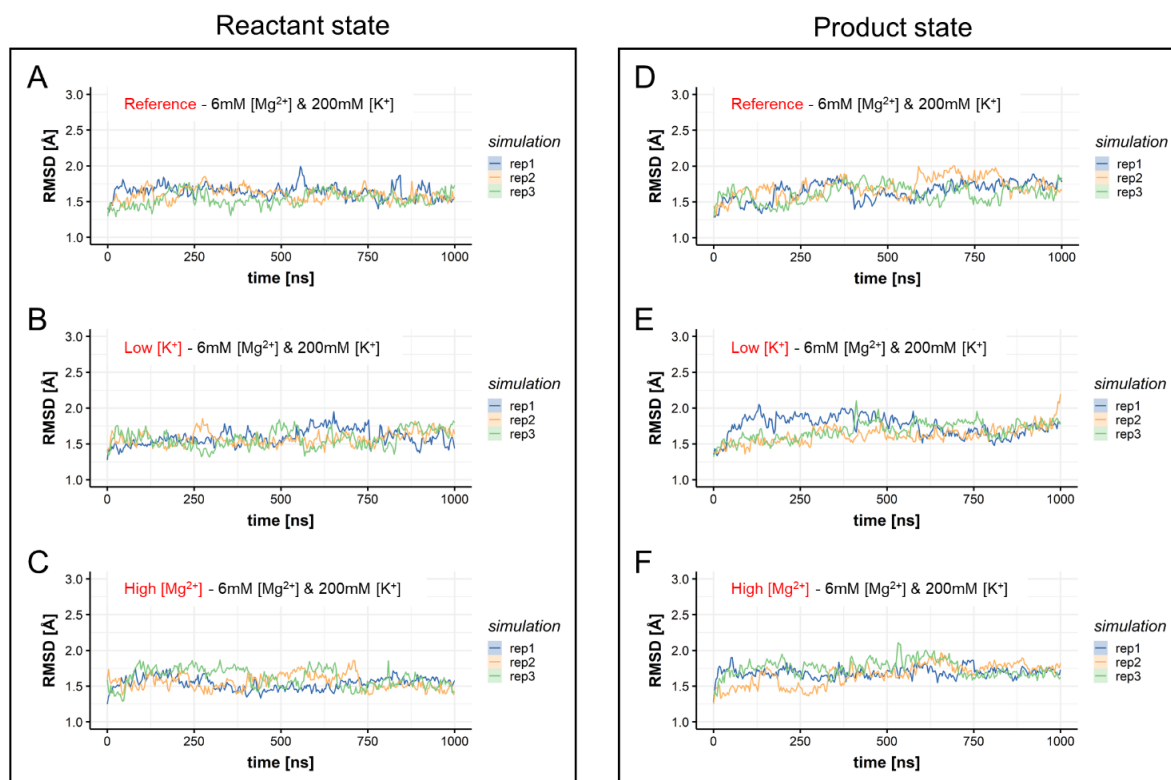 Reactant state
A
Reference - 6mM [Mg²⁺] & 200mM [K⁺]
RMSD [Å]
3.0
2.5
2.0
1.5
1.0
0
250
500
750
1000
time [ns]
simulation
rep1
rep2
rep3
B
Low [K⁺] - 6mM [Mg²⁺] & 200mM [K⁺]
RMSD [Å]
3.0
2.5
2.0
1.5
1.0
0
250
500
750
1000
time [ns]
simulation
rep1
rep2
rep3
C
High [Mg²⁺] - 6mM [Mg²⁺] & 200mM [K⁺]
RMSD [Å]
3.0
2.5
2.0
1.5
1.0
0
250
500
750
1000
time [ns]
simulation
rep1
rep2
rep3
Product state
D
Reference - 6mM [Mg²⁺] & 200mM [K⁺]
RMSD [Å]
3.0
2.5
2.0
1.5
1.0
0
250
500
750
1000
time [ns]
simulation
rep1
rep2
rep3
E
Low [K⁺] - 6mM [Mg²⁺] & 200mM [K⁺]
RMSD [Å]
3.0
2.5
2.0
1.5
1.0
0
250
500
750
1000
time [ns]
simulation
rep1
rep2
rep3
F
High [Mg²⁺] - 6mM [Mg²⁺] & 200mM [K⁺]
RMSD [Å]
3.0
2.5
2.0
1.5
1.0
0
250
500
750
1000
time [ns]
simulation
rep1
rep2
rep3